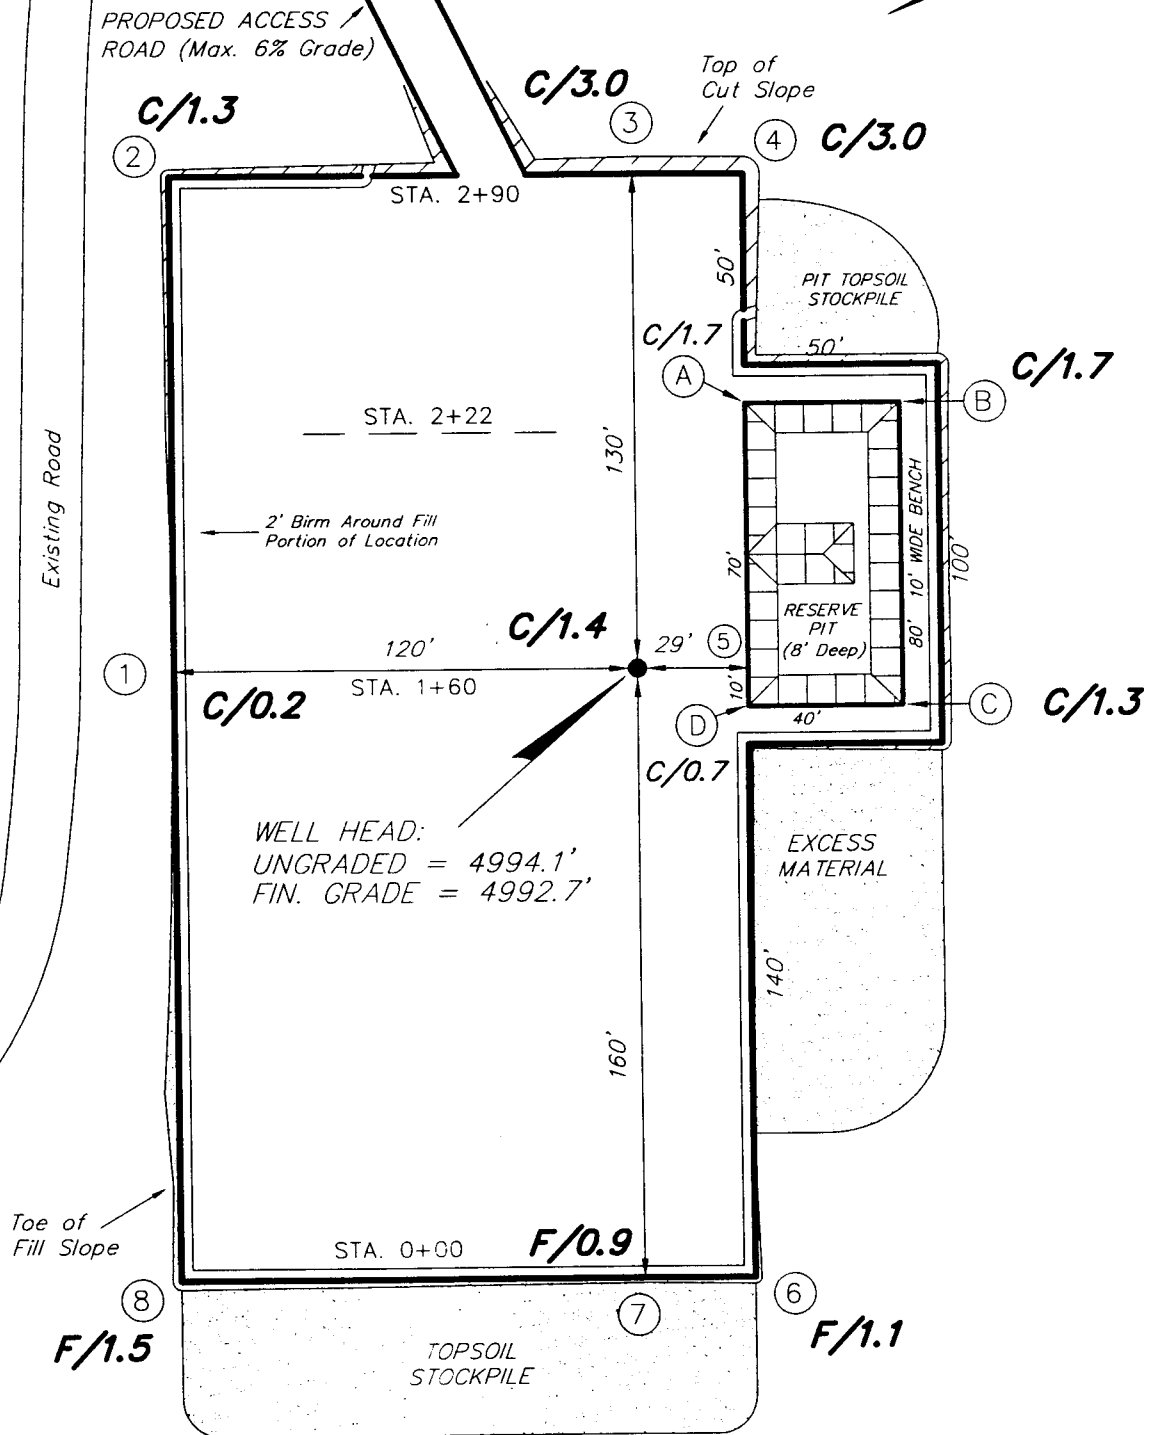 PROPOSED ACCESS
ROAD (Max. 6% Grade)
C/1.3
2
C/3.0
3
Top of
Cut Slope
4
C/3.0
STA. 2+90
50'
PIT TOPSOIL
STOCKPILE
C/1.7
50'
C/1.7
A
B
STA. 2+22
130'
Existing Road
2' Birm Around Fill
Portion of Location
70'
10' WIDE BENCH
100'
RESERVE
PIT
(8' Deep)
80'
C/1.4
120'
29'
5
1
STA. 1+60
C/0.2
10'
D
40'
C
C/1.3
C/0.7
WELL HEAD:
UNGRADED = 4994.1'
FIN. GRADE = 4992.7'
EXCESS
MATERIAL
140'
160'
Toe of
Fill Slope
STA. 0+00
F/0.9
8
7
6
F/1.5
F/1.1
TOPSOIL
STOCKPILE